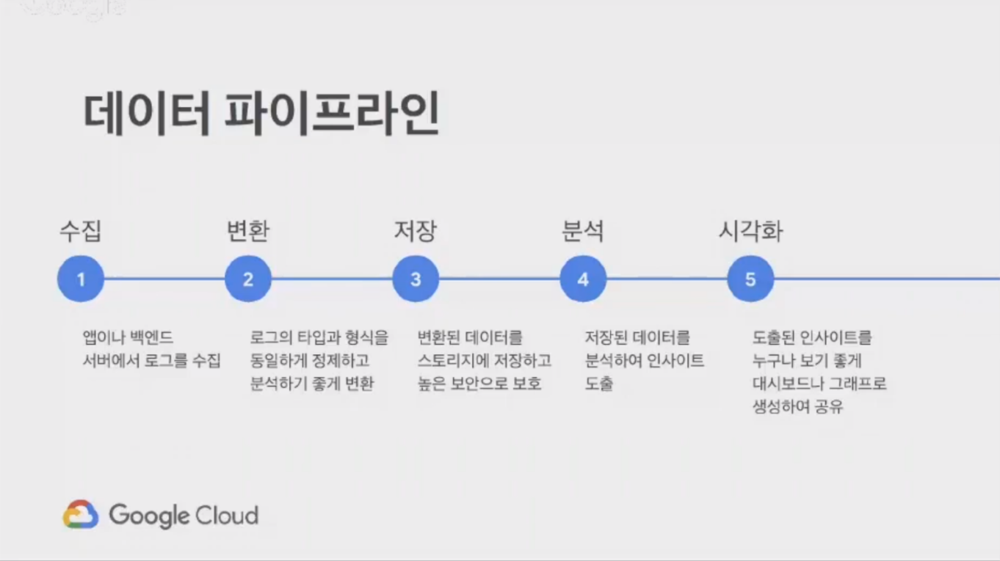 Google
데이터 파이프라인
수집
변환
저장
분석
시각화
1
2
3
4
5
앱이나 백엔드
서버에서 로그를 수집
로그의 타입과 형식을
동일하게 정제하고
분석하기 좋게 변환
변환된 데이터를
스토리지에 저장하고
높은 보안으로 보호
저장된 데이터를
분석하여 인사이트
도출
도출된 인사이트를
누구나 보기 좋게
대시보드나 그래프로
생성하여 공유
Google Cloud